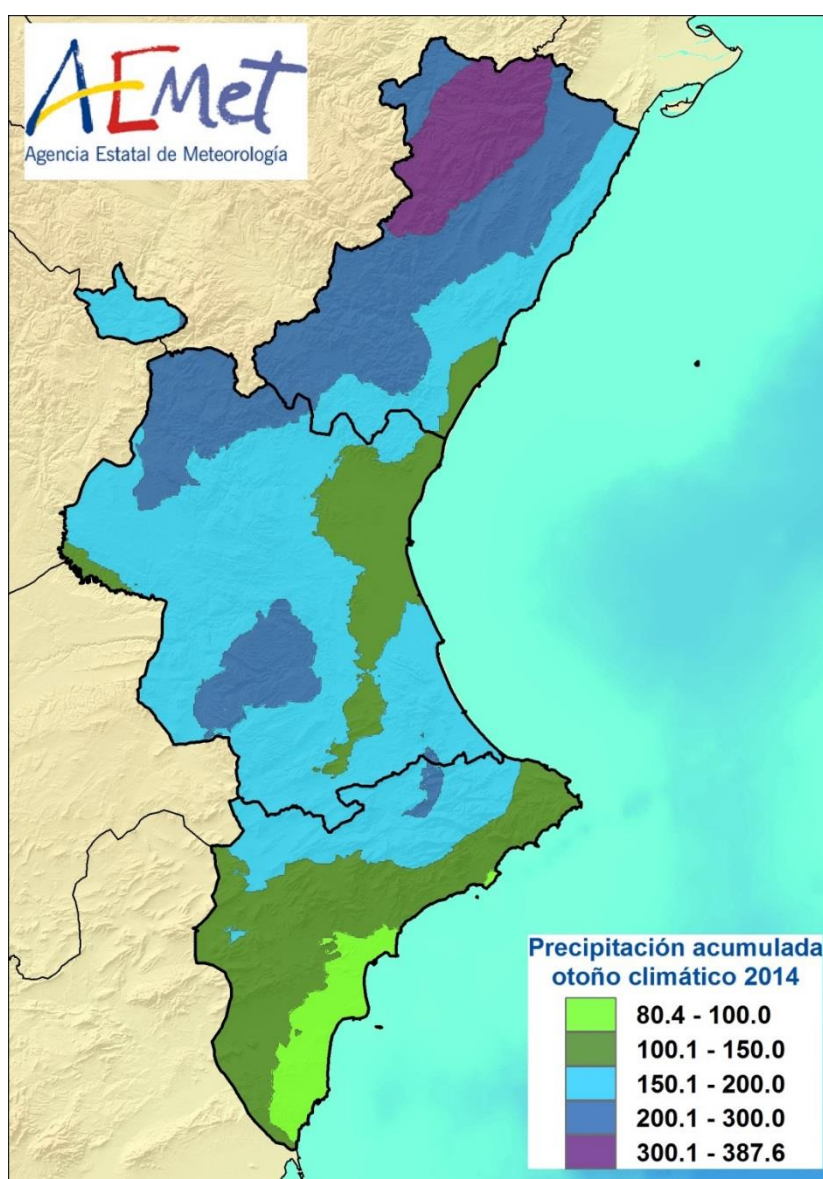 AEMet
Agencia Estatal de Meteorología
Precipitación acumulada
otoño climático 2014
80.4 - 100.0
100.1 - 150.0
150.1 - 200.0
200.1 - 300.0
300.1 - 387.6